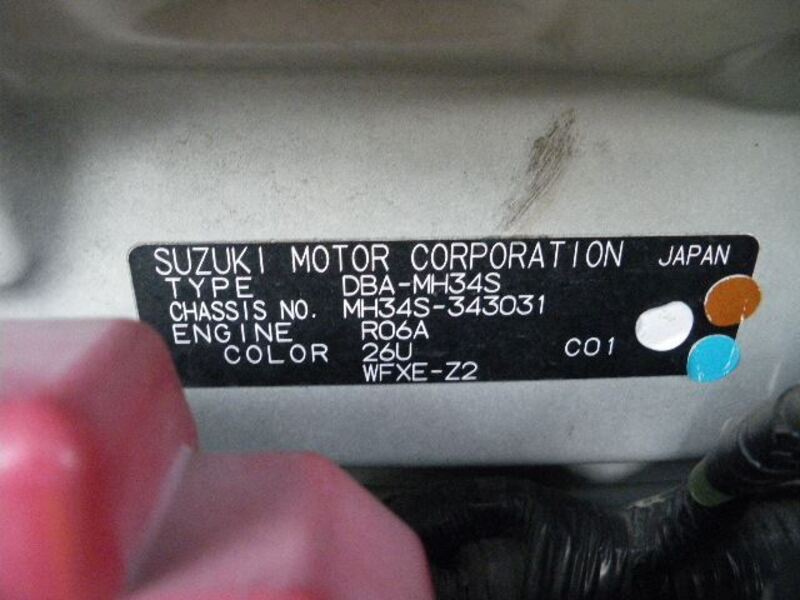 SUZUKI MOTOR CORPORATION JAPAN
TYPE DBA-MH34S
CHASSIS NO. MH34S-343031
ENGINE R06A
COLOR 26U C01
WFXE-Z2